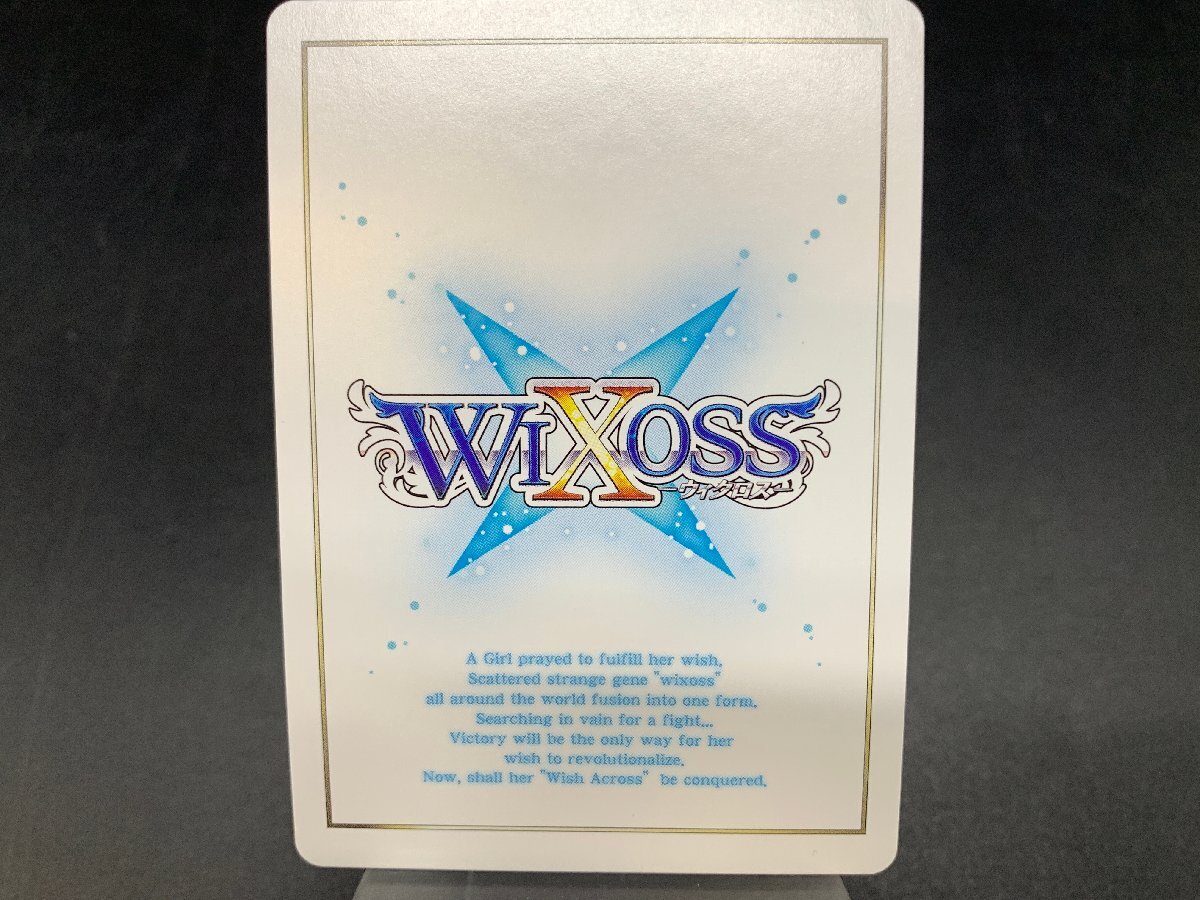 WIXOSS
-ウィクロス-
A Girl prayed to fulfill her wish.
Scattered strange gene "wixoss"
all around the world fusion into one form.
Searching in vain for a fight...
Victory will be the only way for her
wish to revolutionalize.
Now, shall her "Wish Across" be conquered.